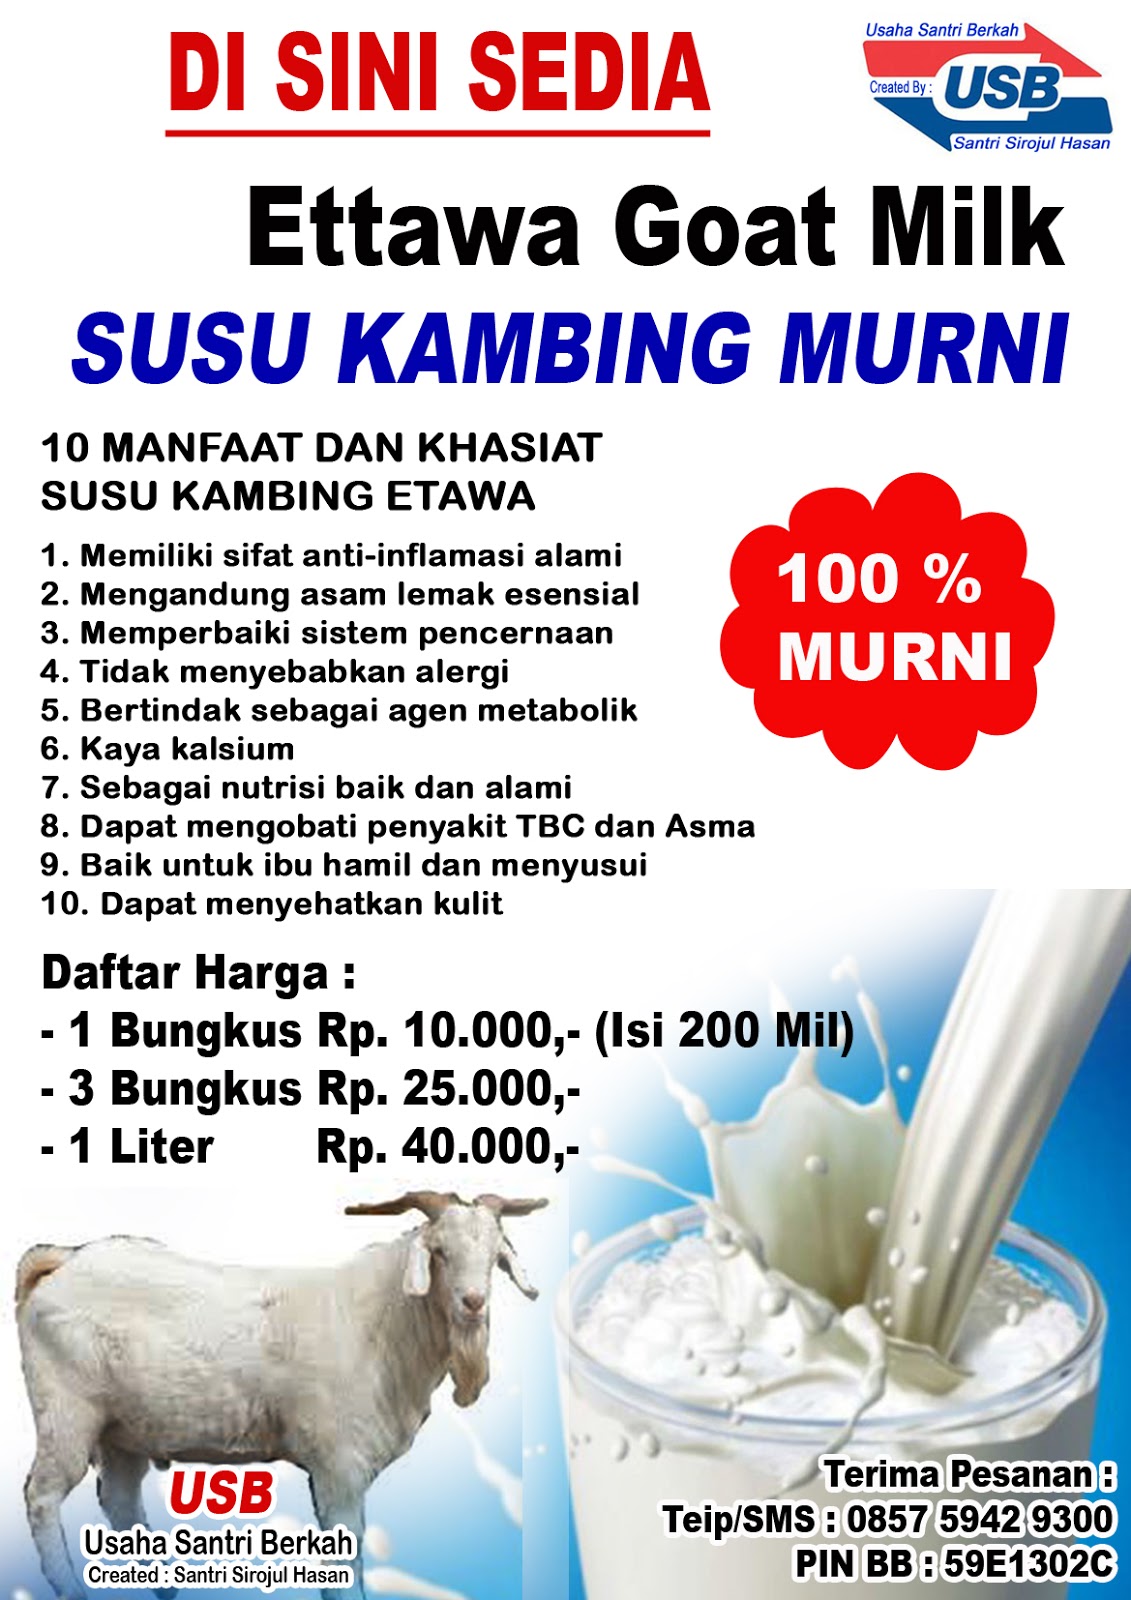 DI SINI SEDIA
Usaha Santri Berkah
Created By :
USB
Santri Sirojul Hasan
Ettawa Goat Milk
SUSU KAMBING MURNI
10 MANFAAT DAN KHASIAT
SUSU KAMBING ETAWA
1. Memiliki sifat anti-inflamasi alami
2. Mengandung asam lemak esensial
3. Memperbaiki sistem pencernaan
4. Tidak menyebabkan alergi
5. Bertindak sebagai agen metabolik
6. Kaya kalsium
7. Sebagai nutrisi baik dan alami
8. Dapat mengobati penyakit TBC dan Asma
9. Baik untuk ibu hamil dan menyusui
10. Dapat menyehatkan kulit
100 %
MURNI
Daftar Harga :
- 1 Bungkus Rp. 10.000,- (Isi 200 Mil)
- 3 Bungkus Rp. 25.000,-
- 1 Liter Rp. 40.000,-
USB
Usaha Santri Berkah
Created : Santri Sirojul Hasan
Terima Pesanan :
Teip/SMS : 0857 5942 9300
PIN BB : 59E1302C